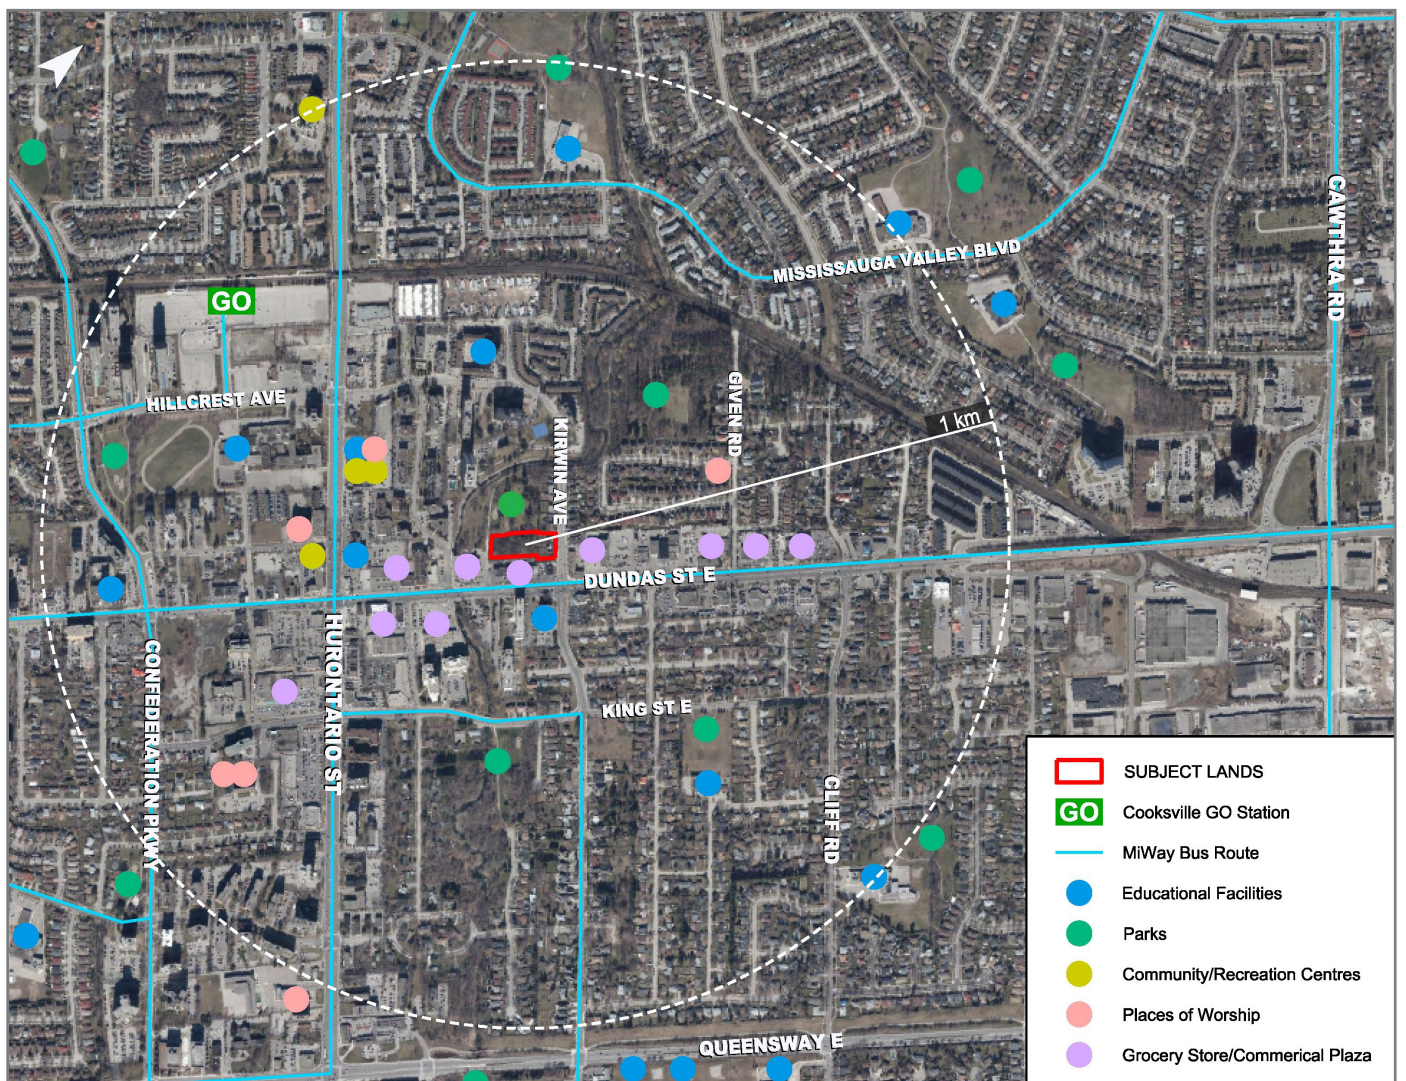 MISSISSAUGA VALLEY BLVD
CAWTHRA RD
GO
HILLCREST AVE
GIVEN RD
KIRWIN AVE
1 km
DUNDAS ST E
HURONTARIO ST
CONFEDERATION PKWY
KING ST E
CLIFF RD
QUEENSWAY E
SUBJECT LANDS
GO Cooksville GO Station
MiWay Bus Route
Educational Facilities
Parks
Community/Recreation Centres
Places of Worship
Grocery Store/Commerical Plaza